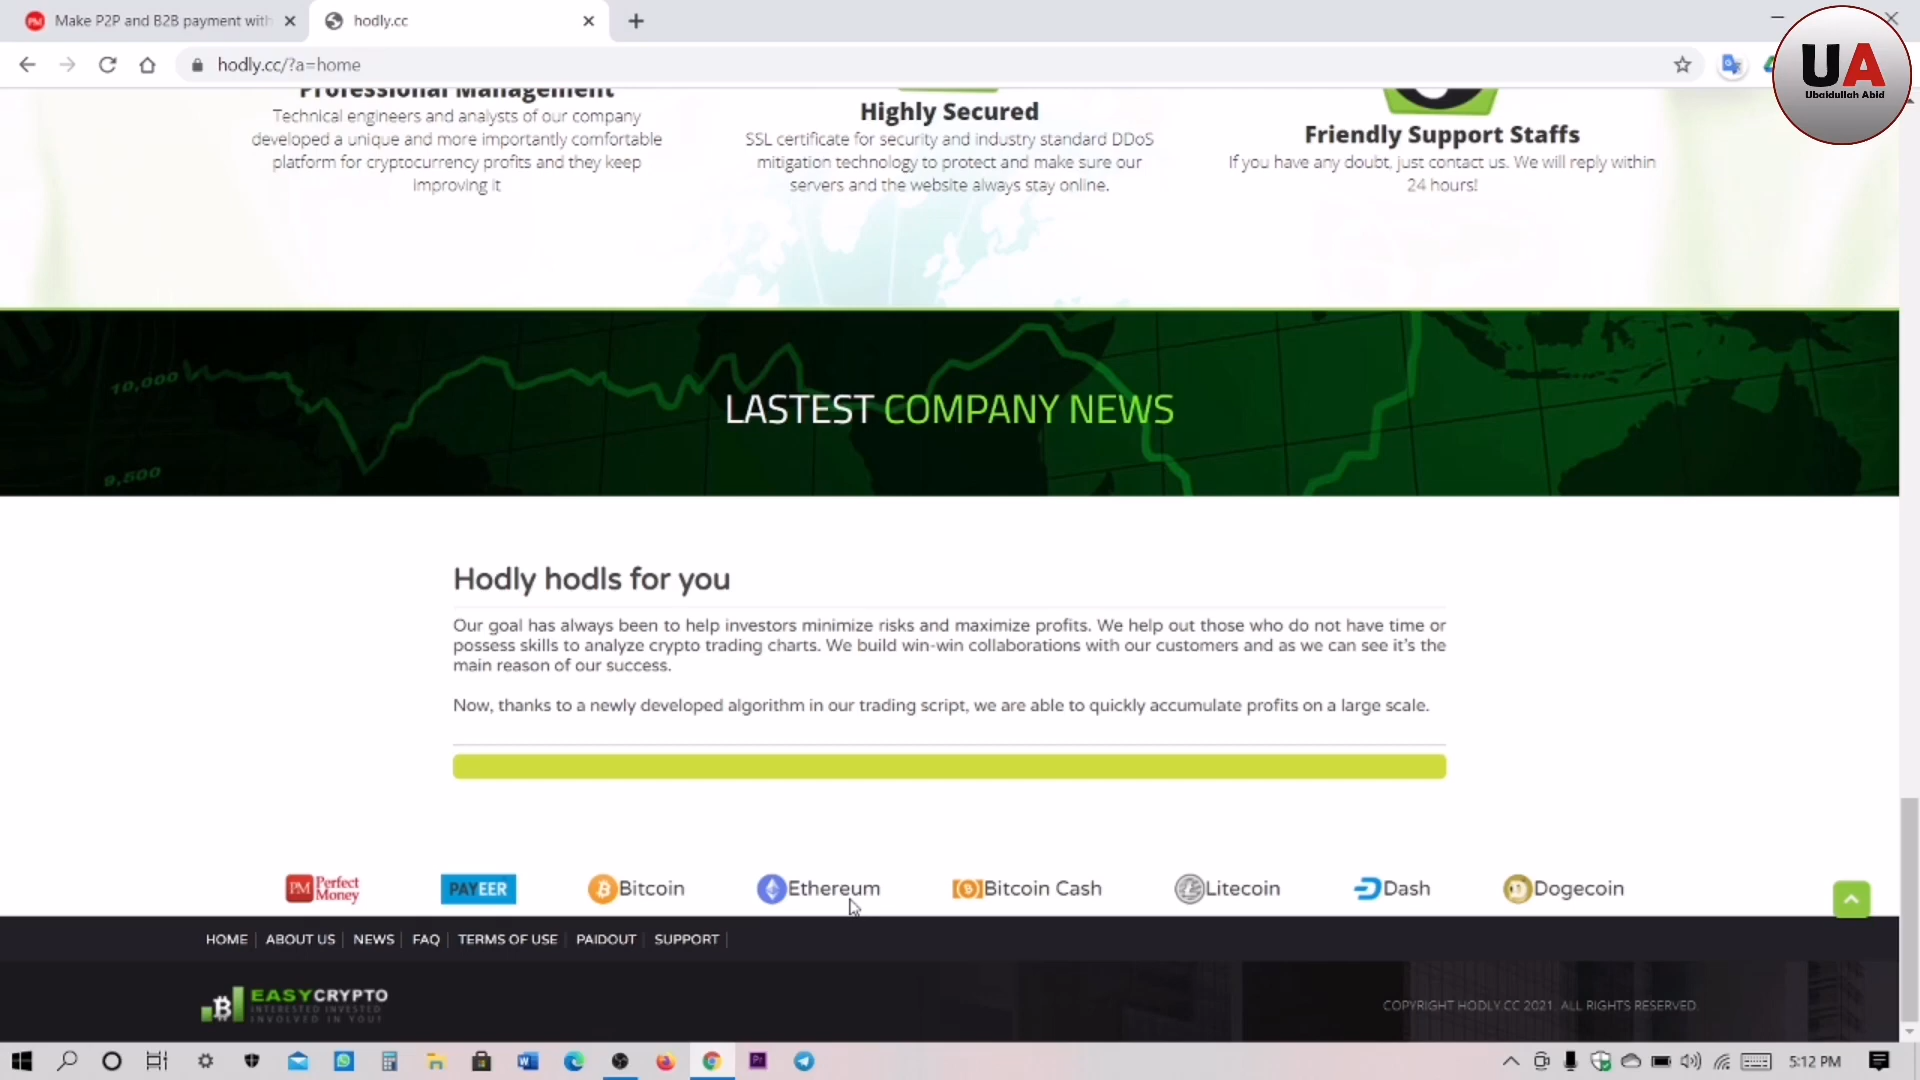 Make P2P and B2B payment with
hodly.cc
UA
Ubaidullah Abid
hodly.cc/?a=home
Professional Management
Technical engineers and analysts of our company
developed a unique and more importantly comfortable
platform for cryptocurrency profits and they keep
improving it
Highly Secured
SSL certificate for security and industry standard DDoS
mitigation technology to protect and make sure our
servers and the website always stay online.
Friendly Support Staffs
If you have any doubt, just contact us. We will reply within
24 hours!
10,000
9,500
LASTEST COMPANY NEWS
Hodly hodls for you
Our goal has always been to help investors minimize risks and maximize profits. We help out those who do not have time or
possess skills to analyze crypto trading charts. We build win-win collaborations with our customers and as we can see it's the
main reason of our success.
Now, thanks to a newly developed algorithm in our trading script, we are able to quickly accumulate profits on a large scale.
PM Perfect Money
PAYEER
Bitcoin
Ethereum
Bitcoin Cash
Litecoin
Dash
Dogecoin
HOME ABOUT US NEWS FAQ TERMS OF USE PAIDOUT SUPPORT
EASYCRYPTO
INTERESTED INVESTED
INVOLVED IN YOU!
COPYRIGHT HODLY.CC 2021. ALL RIGHTS RESERVED.
5:12 PM